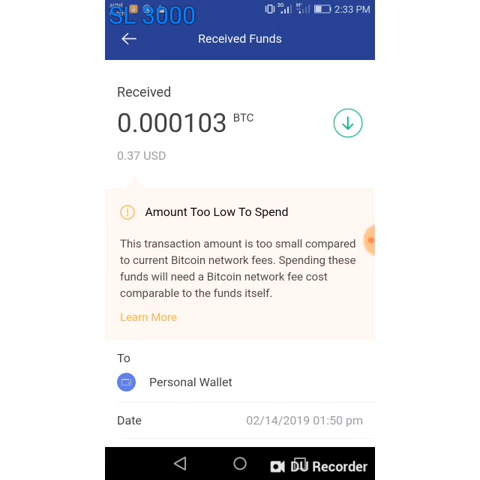 SL 3000
2:33 PM
Received Funds
Received
0.000103 BTC
0.37 USD
Amount Too Low To Spend
This transaction amount is too small compared
to current Bitcoin network fees. Spending these
funds will need a Bitcoin network fee cost
comparable to the funds itself.
Learn More
To
Personal Wallet
Date 02/14/2019 01:50 pm
DU Recorder